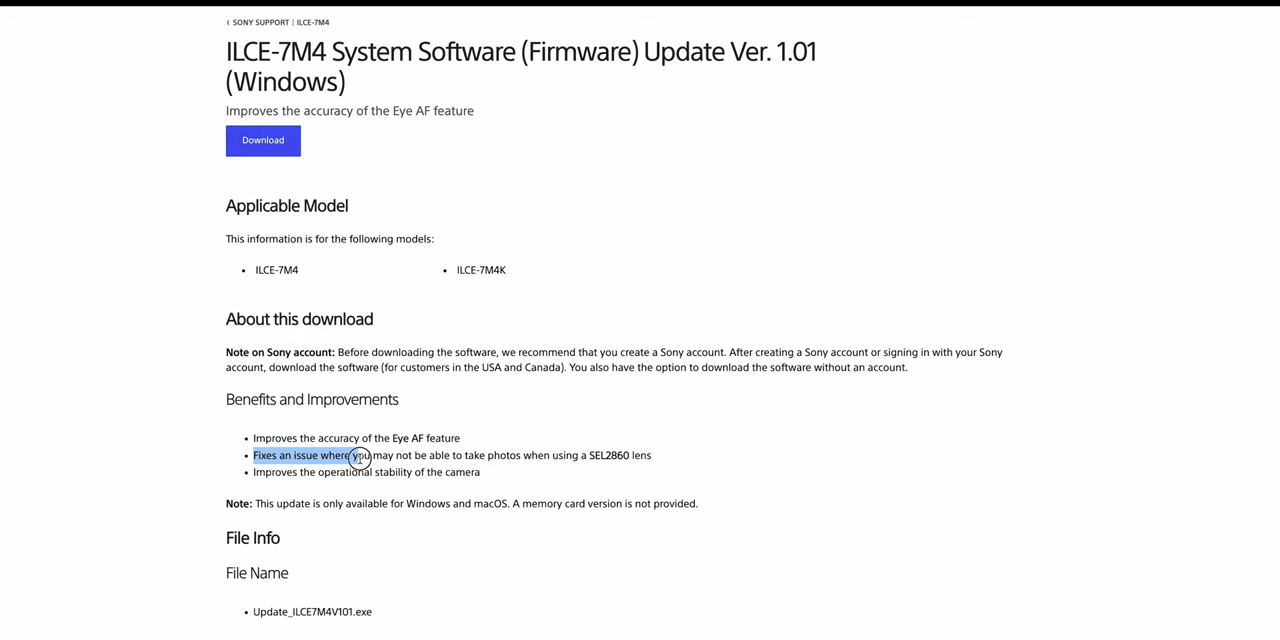 ‹ SONY SUPPORT | ILCE-7M4
ILCE-7M4 System Software (Firmware) Update Ver. 1.01
(Windows)
Improves the accuracy of the Eye AF feature
Download
Applicable Model
This information is for the following models:
• ILCE-7M4 • ILCE-7M4K
About this download
Note on Sony account: Before downloading the software, we recommend that you create a Sony account. After creating a Sony account or signing in with your Sony
account, download the software (for customers in the USA and Canada). You also have the option to download the software without an account.
Benefits and Improvements
• Improves the accuracy of the Eye AF feature
• Fixes an issue where you may not be able to take photos when using a SEL2860 lens
• Improves the operational stability of the camera
Note: This update is only available for Windows and macOS. A memory card version is not provided.
File Info
File Name
• Update_ILCE7M4V101.exe